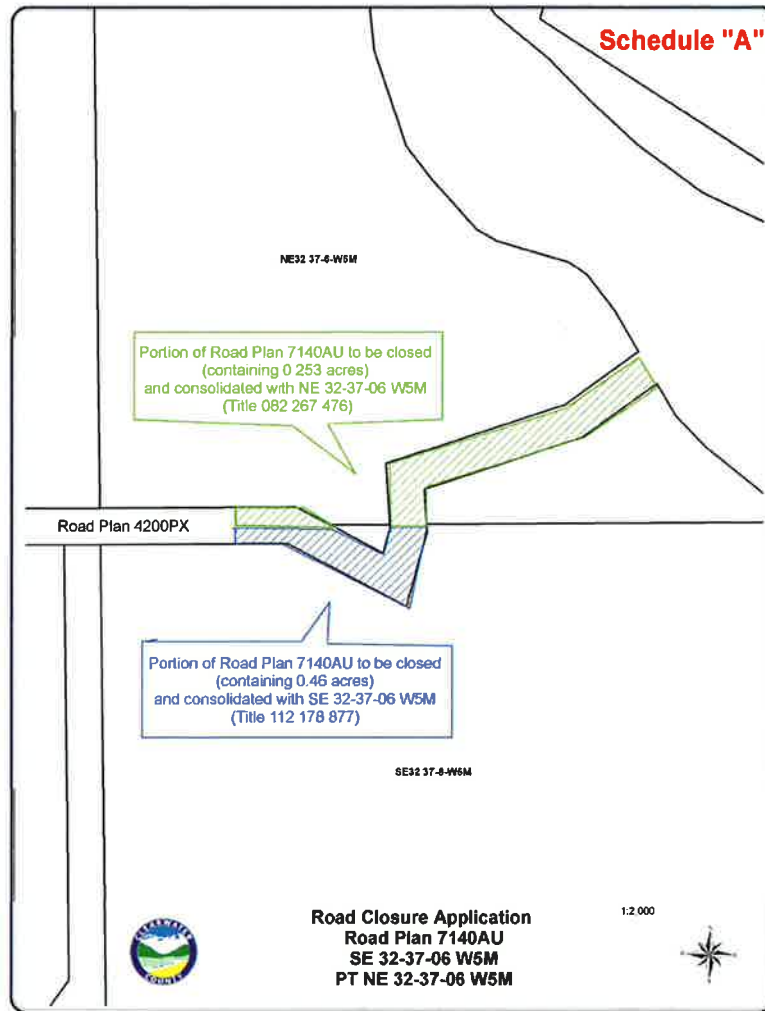 Schedule "A"
NE32 37-6-W5M
Portion of Road Plan 7140AU to be closed
(containing 0 253 acres)
and consolidated with NE 32-37-06 W5M
(Title 082 267 476)
Road Plan 4200PX
Portion of Road Plan 7140AU to be closed
(containing 0.46 acres)
and consolidated with SE 32-37-06 W5M
(Title 112 178 877)
SE32 37-6-W5M
Road Closure Application
Road Plan 7140AU
SE 32-37-06 W5M
PT NE 32-37-06 W5M
1:2 000
CLEARWATER
COUNTY